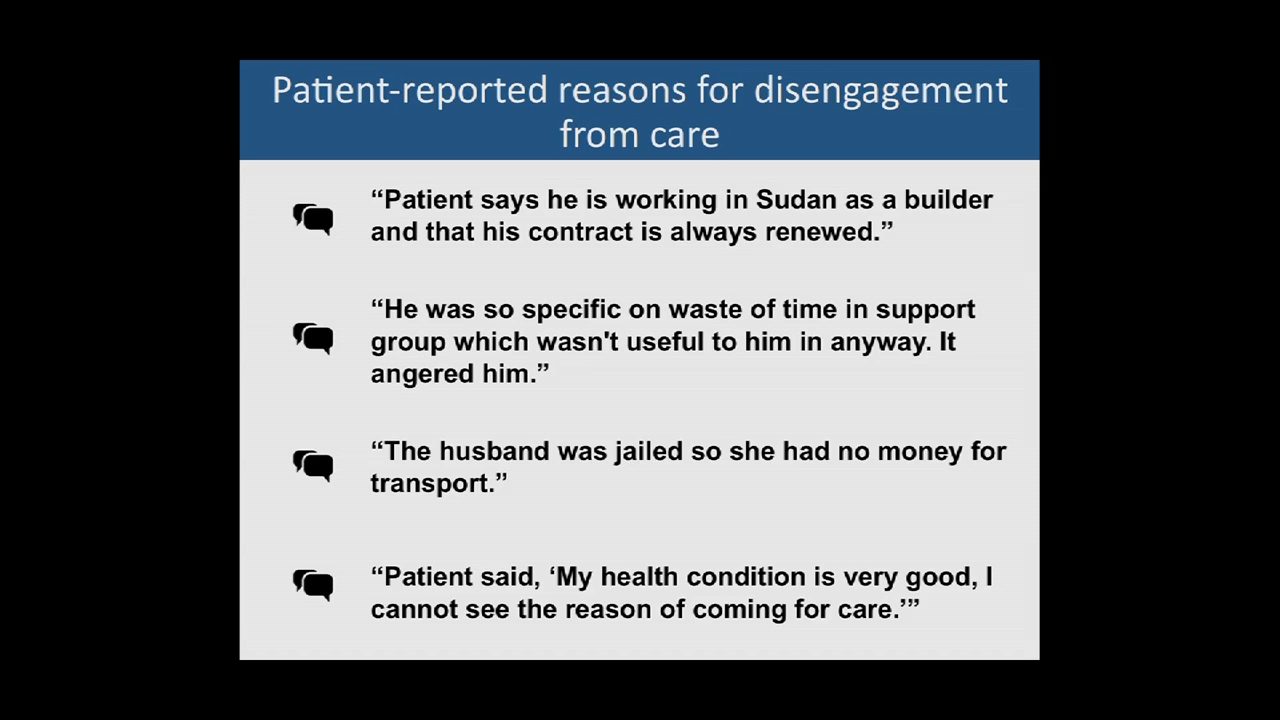 Patient-reported reasons for disengagement
from care
“Patient says he is working in Sudan as a builder
and that his contract is always renewed.”
“He was so specific on waste of time in support
group which wasn't useful to him in anyway. It
angered him.”
“The husband was jailed so she had no money for
transport.”
“Patient said, ‘My health condition is very good, I
cannot see the reason of coming for care.’”